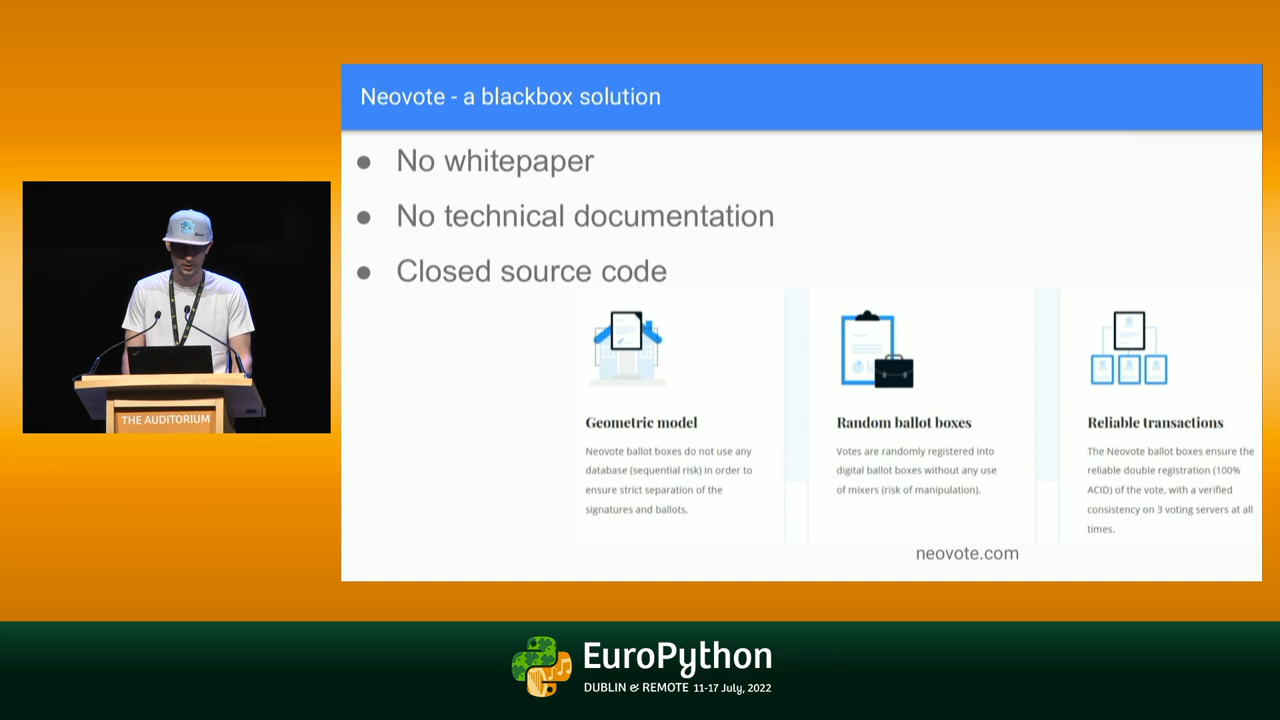 Neovote - a blackbox solution
● No whitepaper
● No technical documentation
● Closed source code
Geometric model
Neovote ballot boxes do not use any
database (sequential risk) in order to
ensure strict separation of the
signatures and ballots.
Random ballot boxes
Votes are randomly registered into
digital ballot boxes without any use
of mixers (risk of manipulation).
Reliable transactions
The Neovote ballot boxes ensure the
reliable double registration (100%
ACID) of the vote, with a verified
consistency on 3 voting servers at all
times.
neovote.com
THE AUDITORIUM
EuroPython
DUBLIN & REMOTE 11-17 July, 2022